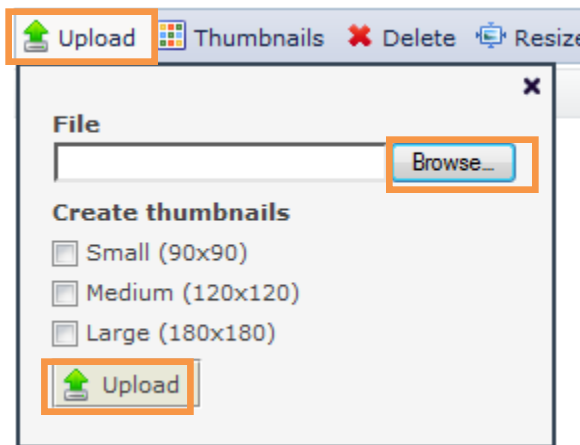 Upload Thumbnails Delete Resize
File
Browse...
Create thumbnails
Small (90x90)
Medium (120x120)
Large (180x180)
Upload